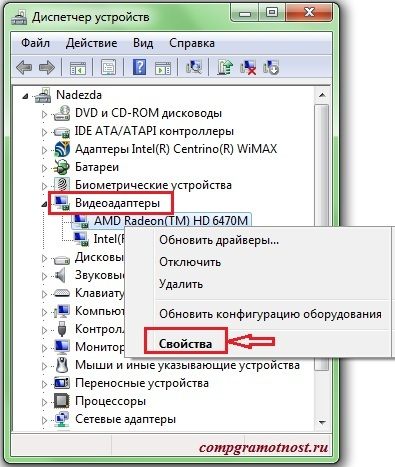 Диспетчер устройств
Файл Действие Вид Справка
Nadezda
DVD и CD-ROM дисководы
IDE ATA/ATAPI контроллеры
Адаптеры Intel(R) Centrino(R) WiMAX
Батареи
Биометрические устройства
Видеоадаптеры
AMD Radeon(TM) HD 6470M
Обновить драйверы...
Отключить
Удалить
Обновить конфигурацию оборудования
Свойства
Мыши и иные указывающие устройства
Переносные устройства
Процессоры
Сетевые адаптеры
compgramotnost.ru